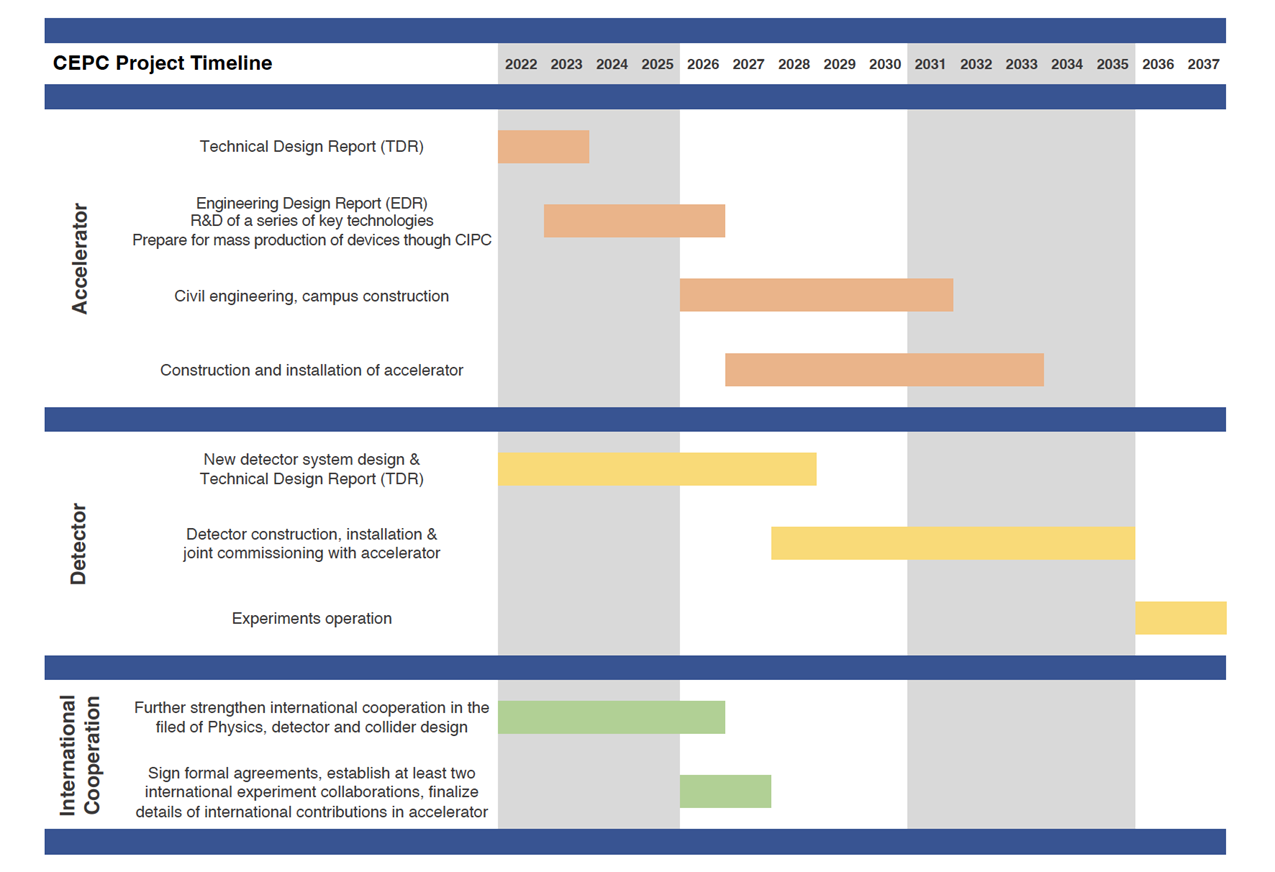 CEPC Project Timeline 2022 2023 2024 2025 2026 2027 2028 2029 2030 2031 2032 2033 2034 2035 2036 2037
Accelerator
Technical Design Report (TDR)
Engineering Design Report (EDR)
R&D of a series of key technologies
Prepare for mass production of devices though CIPC
Civil engineering, campus construction
Construction and installation of accelerator
Detector
New detector system design &
Technical Design Report (TDR)
Detector construction, installation &
joint commissioning with accelerator
Experiments operation
International
Cooperation
Further strengthen international cooperation in the
filed of Physics, detector and collider design
Sign formal agreements, establish at least two
international experiment collaborations, finalize
details of international contributions in accelerator